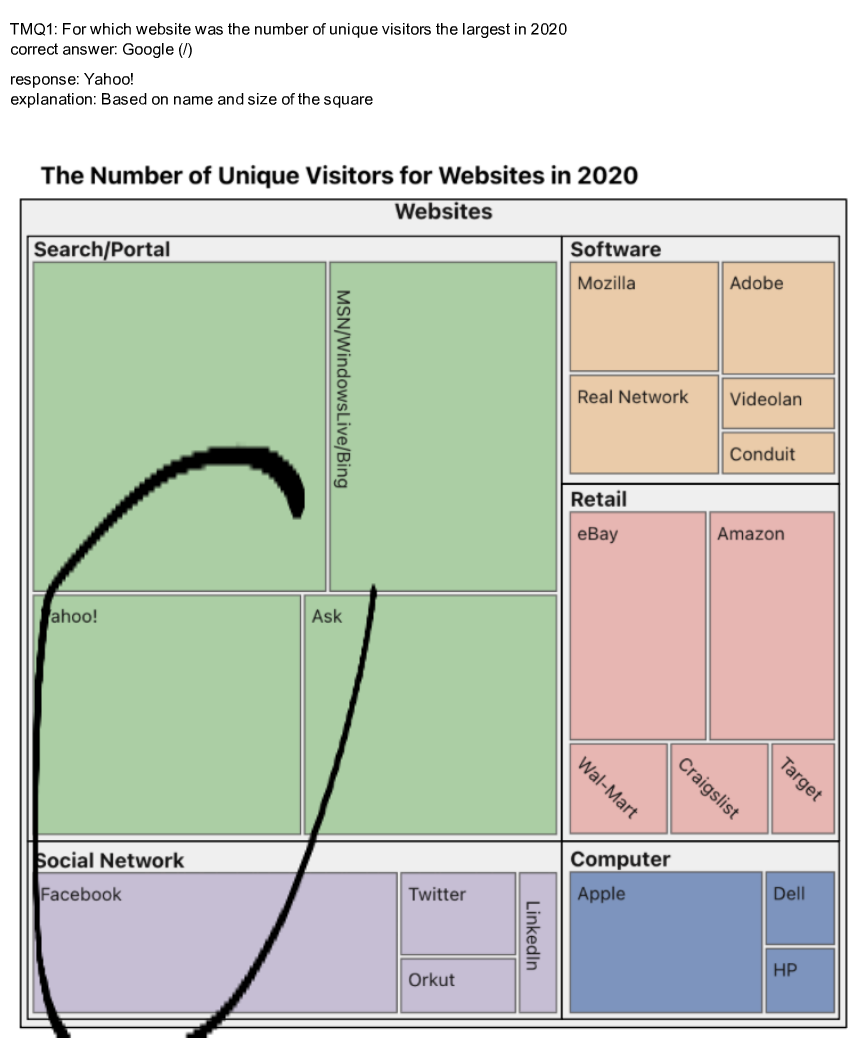 TMQ1: For which website was the number of unique visitors the largest in 2020
correct answer: Google (/)
response: Yahoo!
explanation: Based on name and size of the square
The Number of Unique Visitors for Websites in 2020
Websites
Search/Portal
MSN/WindowsLive/Bing
Yahoo!
Ask
Social Network
Facebook
Twitter
Orkut
LinkedIn
Software
Mozilla
Adobe
Real Network
Videolan
Conduit
Retail
eBay
Amazon
Wal-Mart
Craigslist
Target
Computer
Apple
Dell
HP